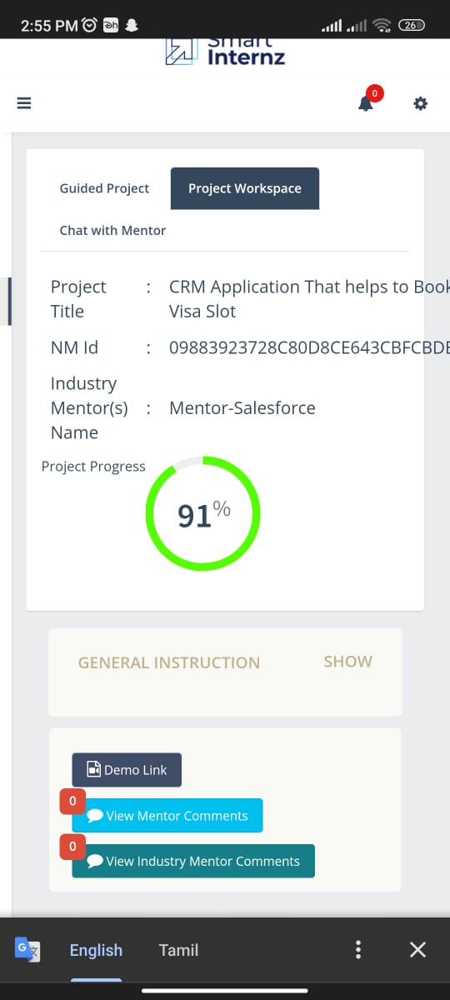 2:55 PM
26
Smart
Internz
0
Guided Project
Project Workspace
Chat with Mentor
Project Title : CRM Application That helps to Book
Visa Slot
NM Id : 09883923728C80D8CE643CBFCBDE
Industry
Mentor(s) : Mentor-Salesforce
Name
Project Progress
91%
GENERAL INSTRUCTION
SHOW
Demo Link
0
View Mentor Comments
0
View Industry Mentor Comments
English
Tamil